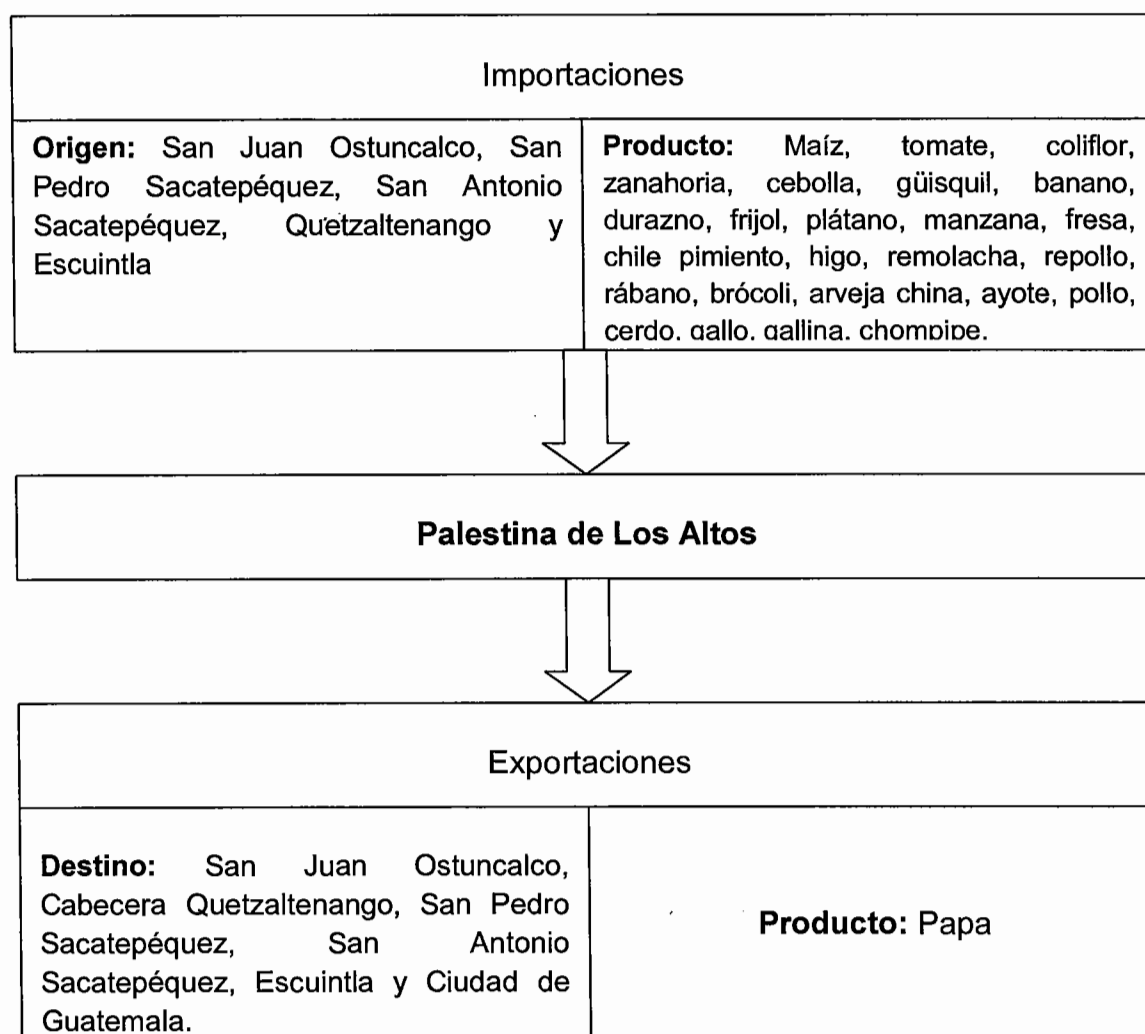 Importaciones
Origen: San Juan Ostuncalco, San
Pedro Sacatepéquez, San Antonio
Sacatepéquez, Quetzaltenango y
Escuintla
Producto: Maíz, tomate, coliflor,
zanahoria, cebolla, güisquil, banano,
durazno, frijol, plátano, manzana, fresa,
chile pimiento, higo, remolacha, repollo,
rábano, brócoli, arveja china, ayote, pollo,
cerdo, gallo, gallina, chompipe.
Palestina de Los Altos
Exportaciones
Destino: San Juan Ostuncalco,
Cabecera Quetzaltenango, San Pedro
Sacatepéquez, San Antonio
Sacatepéquez, Escuintla y Ciudad de
Guatemala.
Producto: Papa